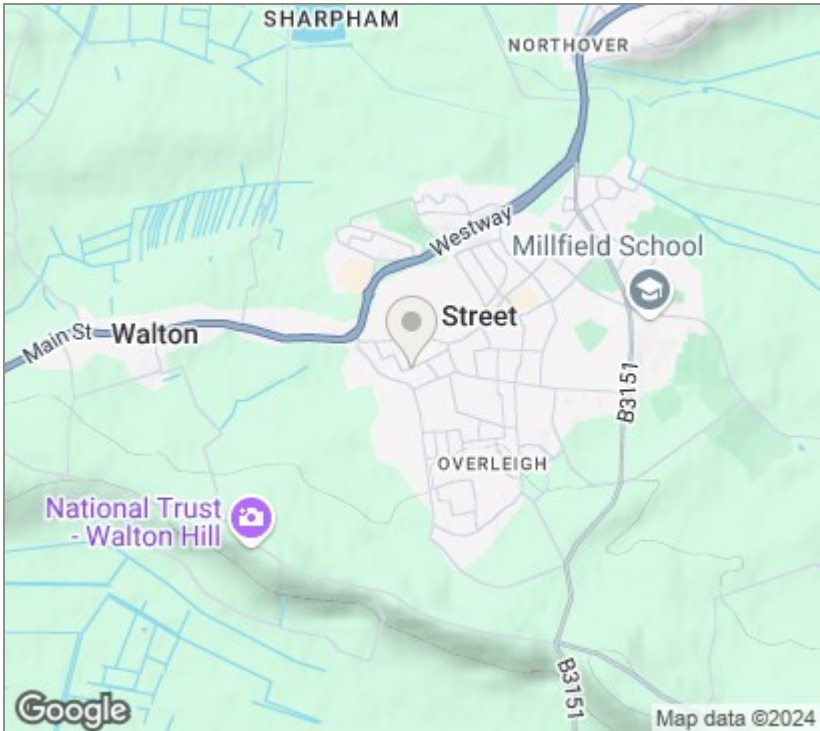 SHARPHAM
NORTHOVER
Westway
Millfield School
Street
Main St
Walton
B3151
OVERLEIGH
National Trust
- Walton Hill
B3151
Google
Map data ©2024